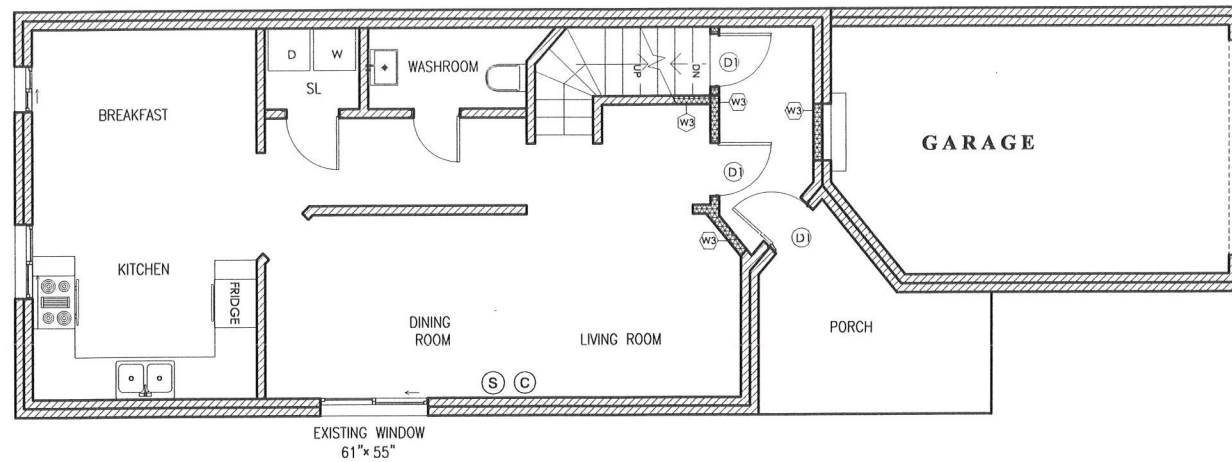 D
W
SL
WASHROOM
UP
DN
D1
W3
W3
W3
BREAKFAST
GARAGE
D1
W3
D1
KITCHEN
FRIDGE
DINING
ROOM
LIVING ROOM
PORCH
S
C
EXISTING WINDOW
61"x 55"